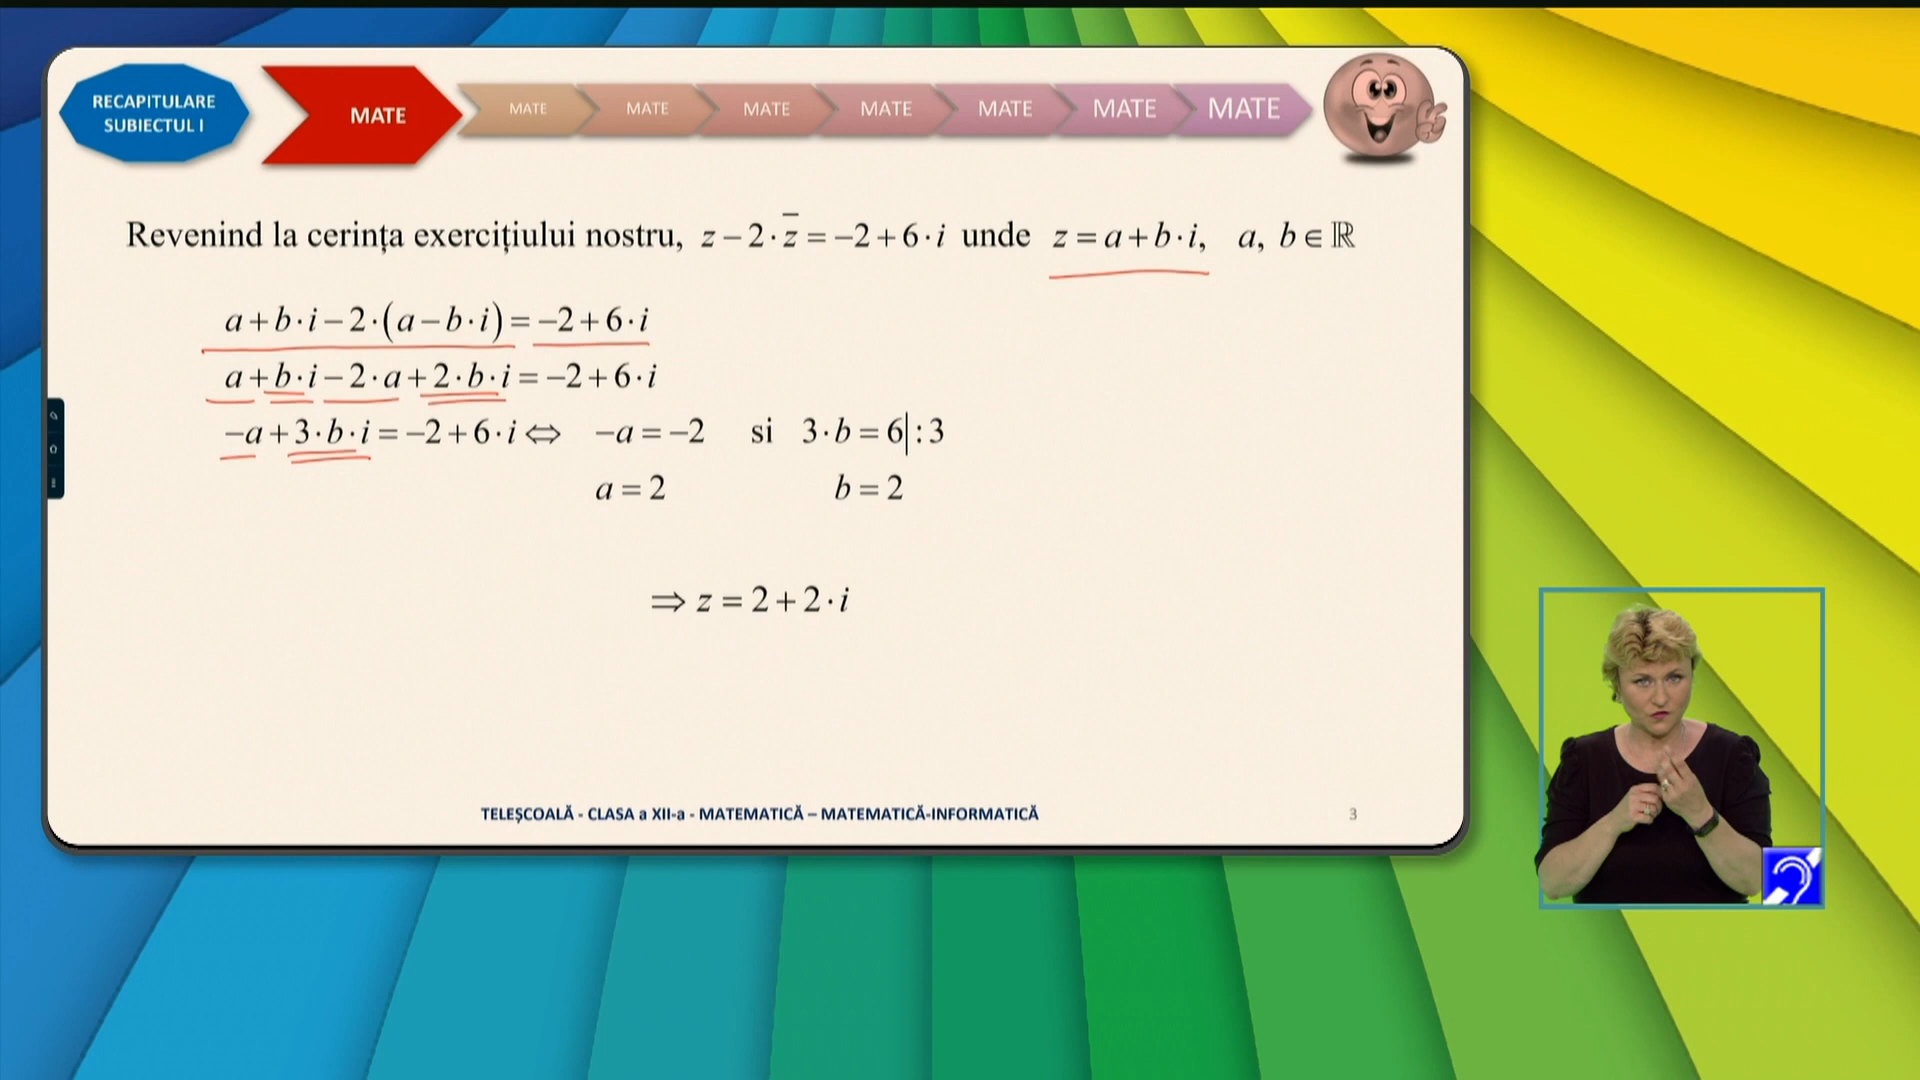 RECAPITULARE
SUBIECTUL I
MATE
MATE
MATE
MATE
MATE
MATE
MATE
MATE
Revenind la cerința exercițiului nostru, z − 2 · z̅ = −2 + 6 · i unde z = a + b · i, a, b ∈ ℝ
a + b · i − 2 · (a − b · i) = −2 + 6 · i
a + b · i − 2 · a + 2 · b · i = −2 + 6 · i
−a + 3 · b · i = −2 + 6 · i ⇔ −a = −2 si 3 · b = 6| : 3
a = 2 b = 2
⇒ z = 2 + 2 · i
TELEȘCOALĂ - CLASA a XII-a - MATEMATICĂ – MATEMATICĂ-INFORMATICĂ
3